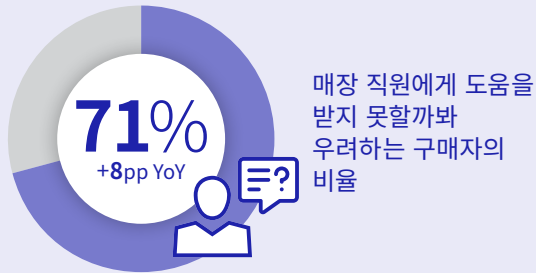 71%
+8pp YoY
매장 직원에게 도움을
받지 못할까봐
우려하는 구매자의
비율
?